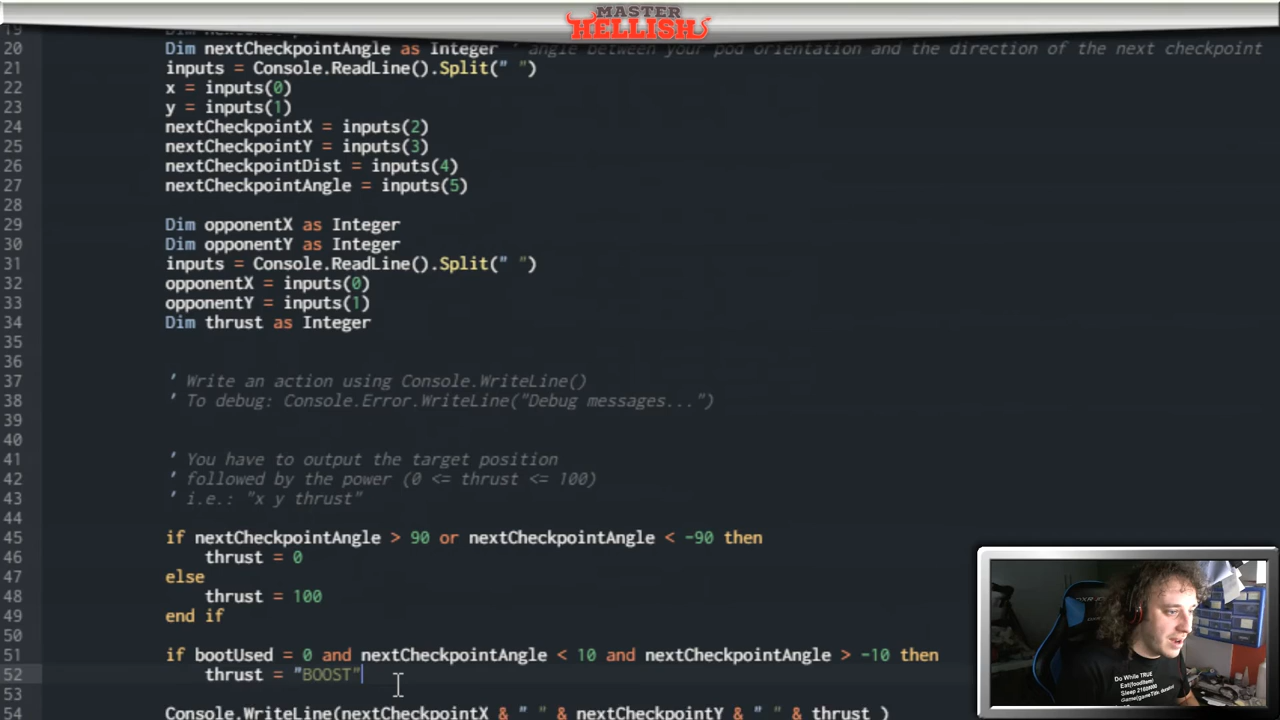 MASTER
HELLISH
19
20 Dim nextCheckpointAngle as Integer ' angle between your pod orientation and the direction of the next checkpoint
21 inputs = Console.ReadLine().Split(" ")
22 x = inputs(0)
23 y = inputs(1)
24 nextCheckpointX = inputs(2)
25 nextCheckpointY = inputs(3)
26 nextCheckpointDist = inputs(4)
27 nextCheckpointAngle = inputs(5)
28
29 Dim opponentX as Integer
30 Dim opponentY as Integer
31 inputs = Console.ReadLine().Split(" ")
32 opponentX = inputs(0)
33 opponentY = inputs(1)
34 Dim thrust as Integer
35
36
37 ' Write an action using Console.WriteLine()
38 ' To debug: Console.Error.WriteLine("Debug messages...")
39
40
41 ' You have to output the target position
42 ' followed by the power (0 <= thrust <= 100)
43 ' i.e.: "x y thrust"
44
45 if nextCheckpointAngle > 90 or nextCheckpointAngle < -90 then
46 thrust = 0
47 else
48 thrust = 100
49 end if
50
51 if bootUsed = 0 and nextCheckpointAngle < 10 and nextCheckpointAngle > -10 then
52 thrust = "BOOST"
53
54 Console.WriteLine(nextCheckpointX & " " & nextCheckpointY & " " & thrust )
Do While TRUE
Eat(foodItem)